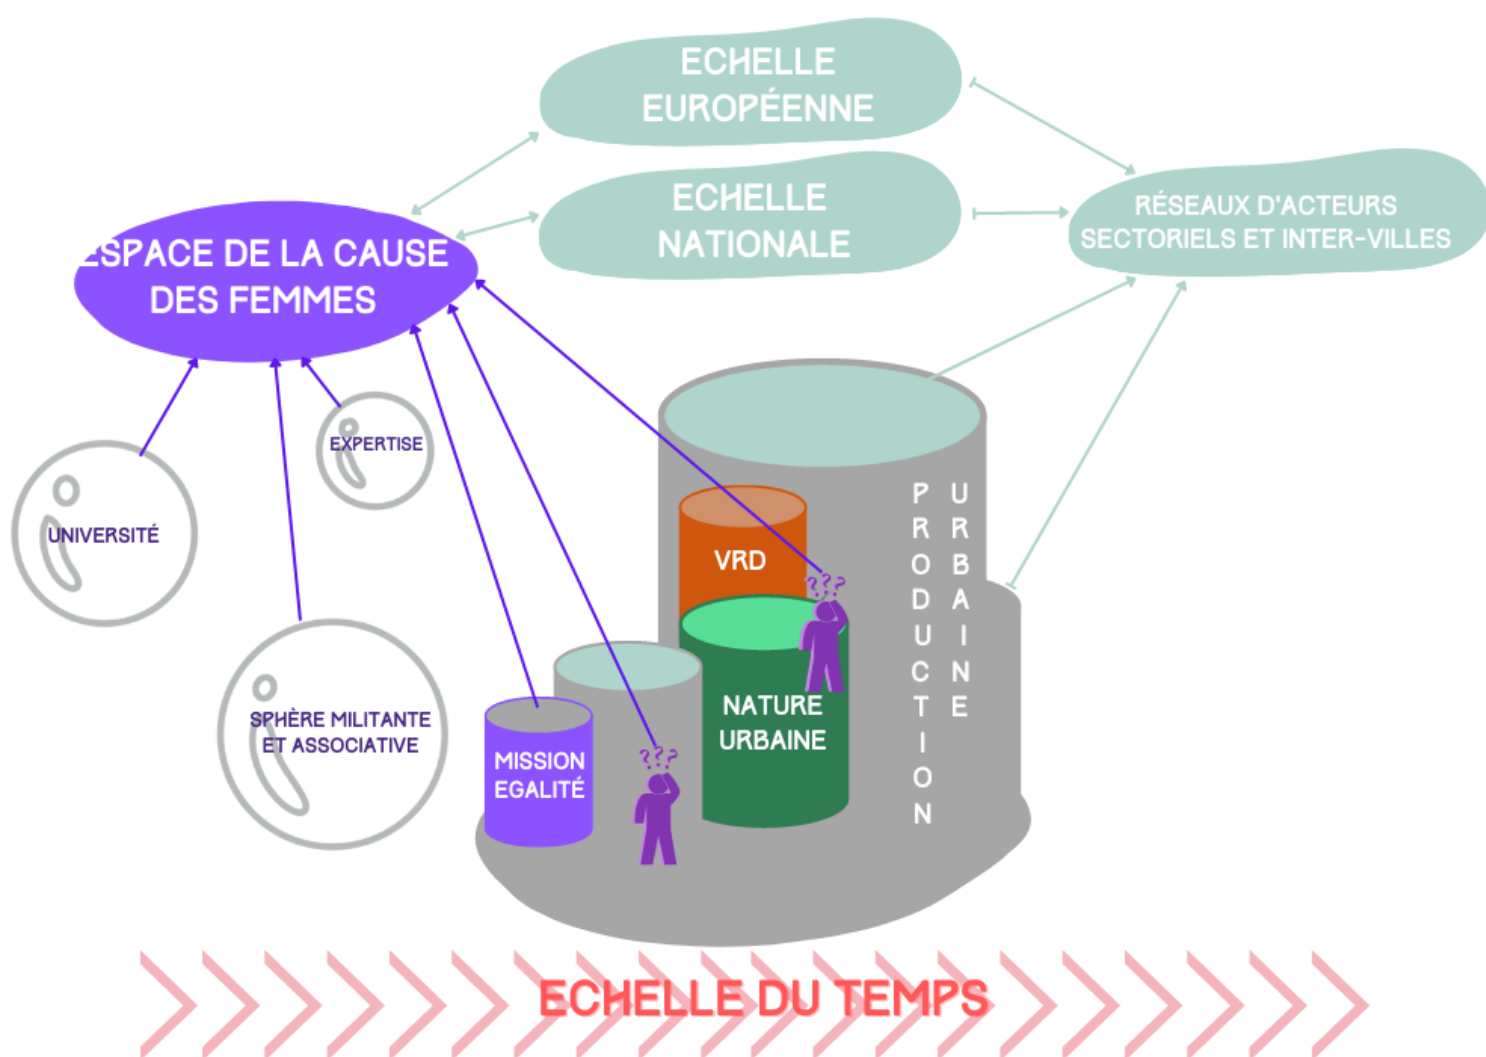 ECHELLE
EUROPÉENNE
ECHELLE
NATIONALE
RÉSEAUX D'ACTEURS
SECTORIELS ET INTER-VILLES
ESPACE DE LA CAUSE
DES FEMMES
EXPERTISE
UNIVERSITÉ
SPHÈRE MILITANTE
ET ASSOCIATIVE
PRODUCTION
URBAINE
VRD
???
NATURE
URBAINE
???
MISSION
EGALITÉ
ECHELLE DU TEMPS